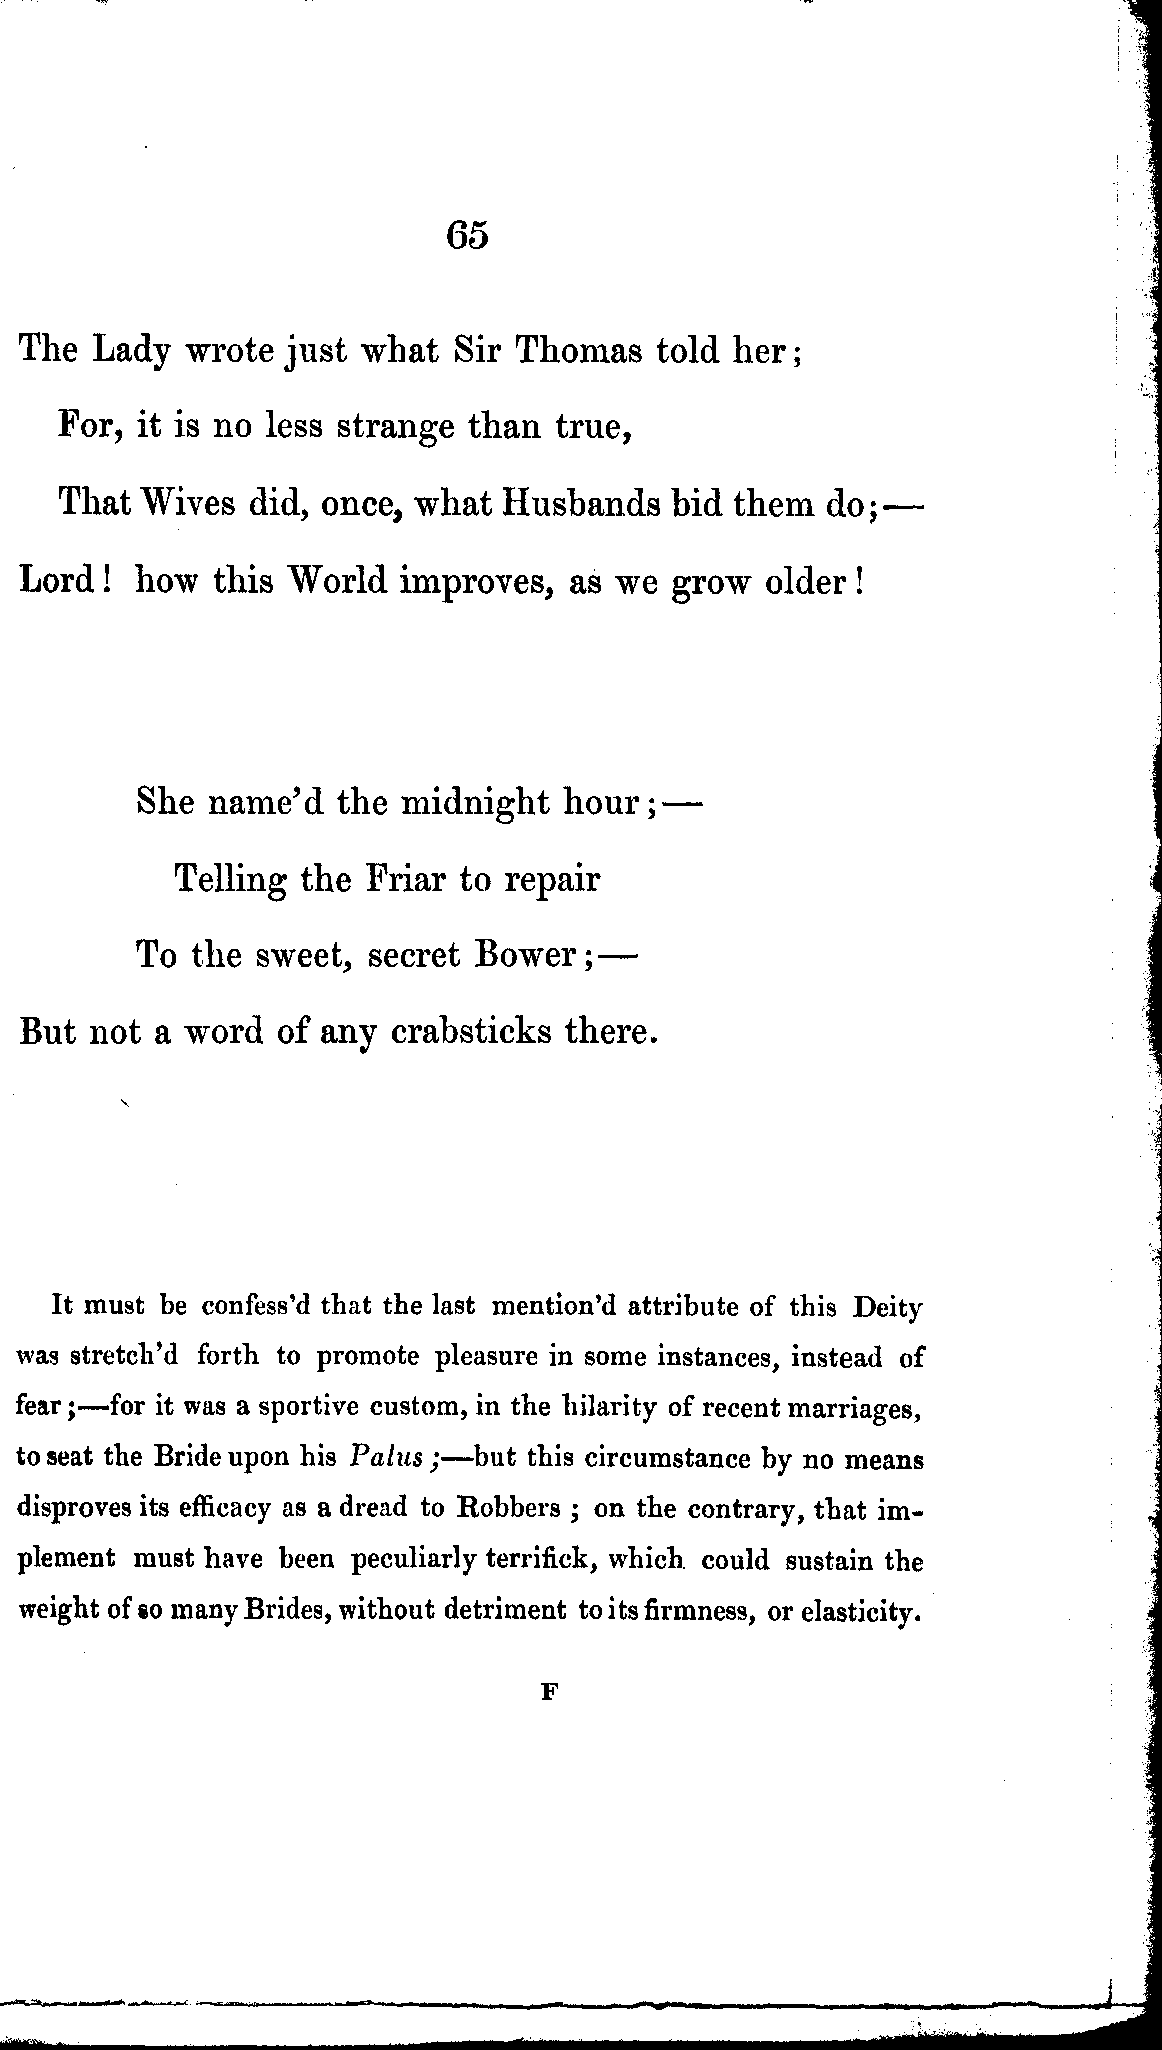 65
The Lady wrote just what Sir Thomas told her;
For, it is no less strange than true,
That Wives did, once, what Husbands bid them do;—
Lord! how this World improves, as we grow older!
She name'd the midnight hour;—
Telling the Friar to repair
To the sweet, secret Bower;—
But not a word of any crabsticks there.
It must be confess'd that the last mention'd attribute of this Deity
was stretch'd forth to promote pleasure in some instances, instead of
fear;—for it was a sportive custom, in the hilarity of recent marriages,
to seat the Bride upon his Palus;—but this circumstance by no means
disproves its efficacy as a dread to Robbers; on the contrary, that im-
plement must have been peculiarly terrifick, which could sustain the
weight of so many Brides, without detriment to its firmness, or elasticity.
F